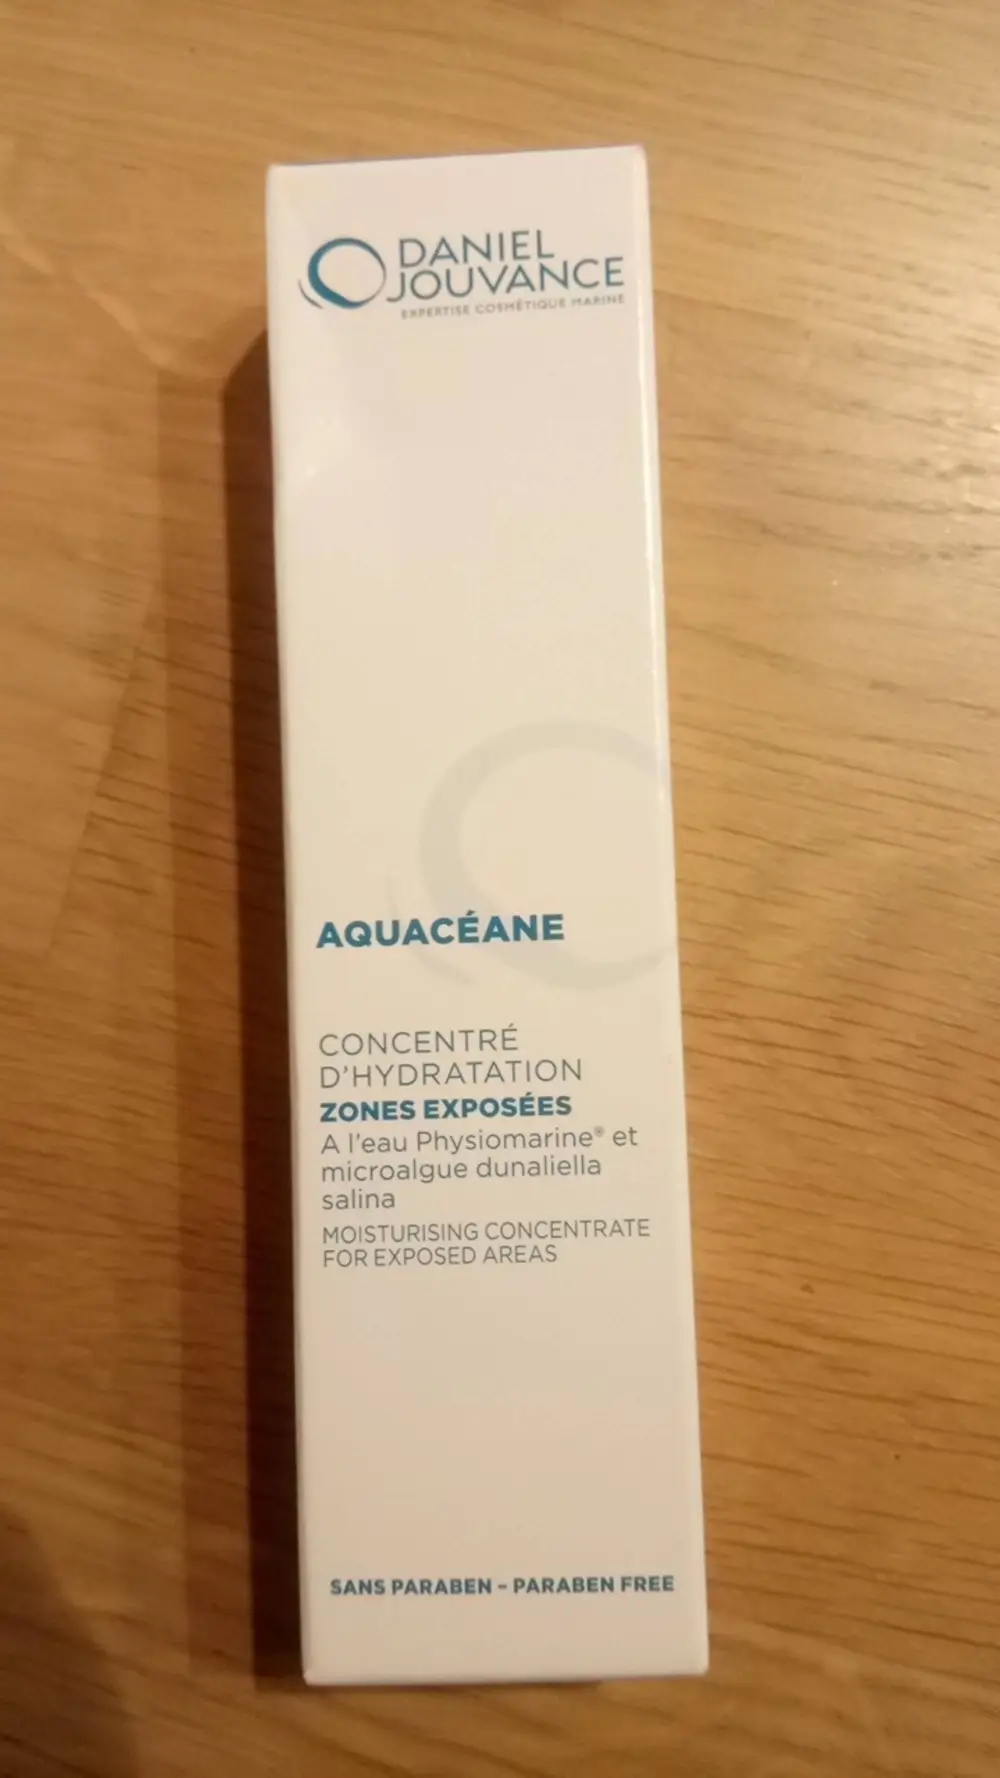 DANIEL
JOUVANCE
EXPERTISE COSMÉTIQUE MARINE
AQUACÉANE
CONCENTRÉ
D'HYDRATATION
ZONES EXPOSÉES
A l'eau Physiomarine® et
microalgue dunaliella
salina
MOISTURISING CONCENTRATE
FOR EXPOSED AREAS
SANS PARABEN - PARABEN FREE